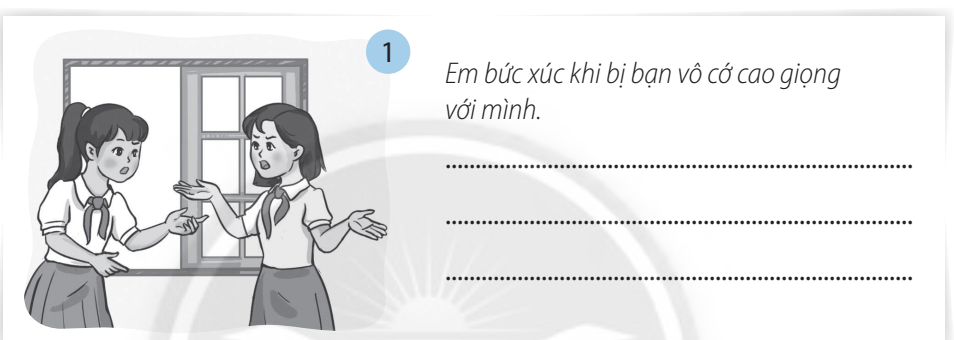 1
Em bức xúc khi bị bạn vô cớ cao giọng
với mình.